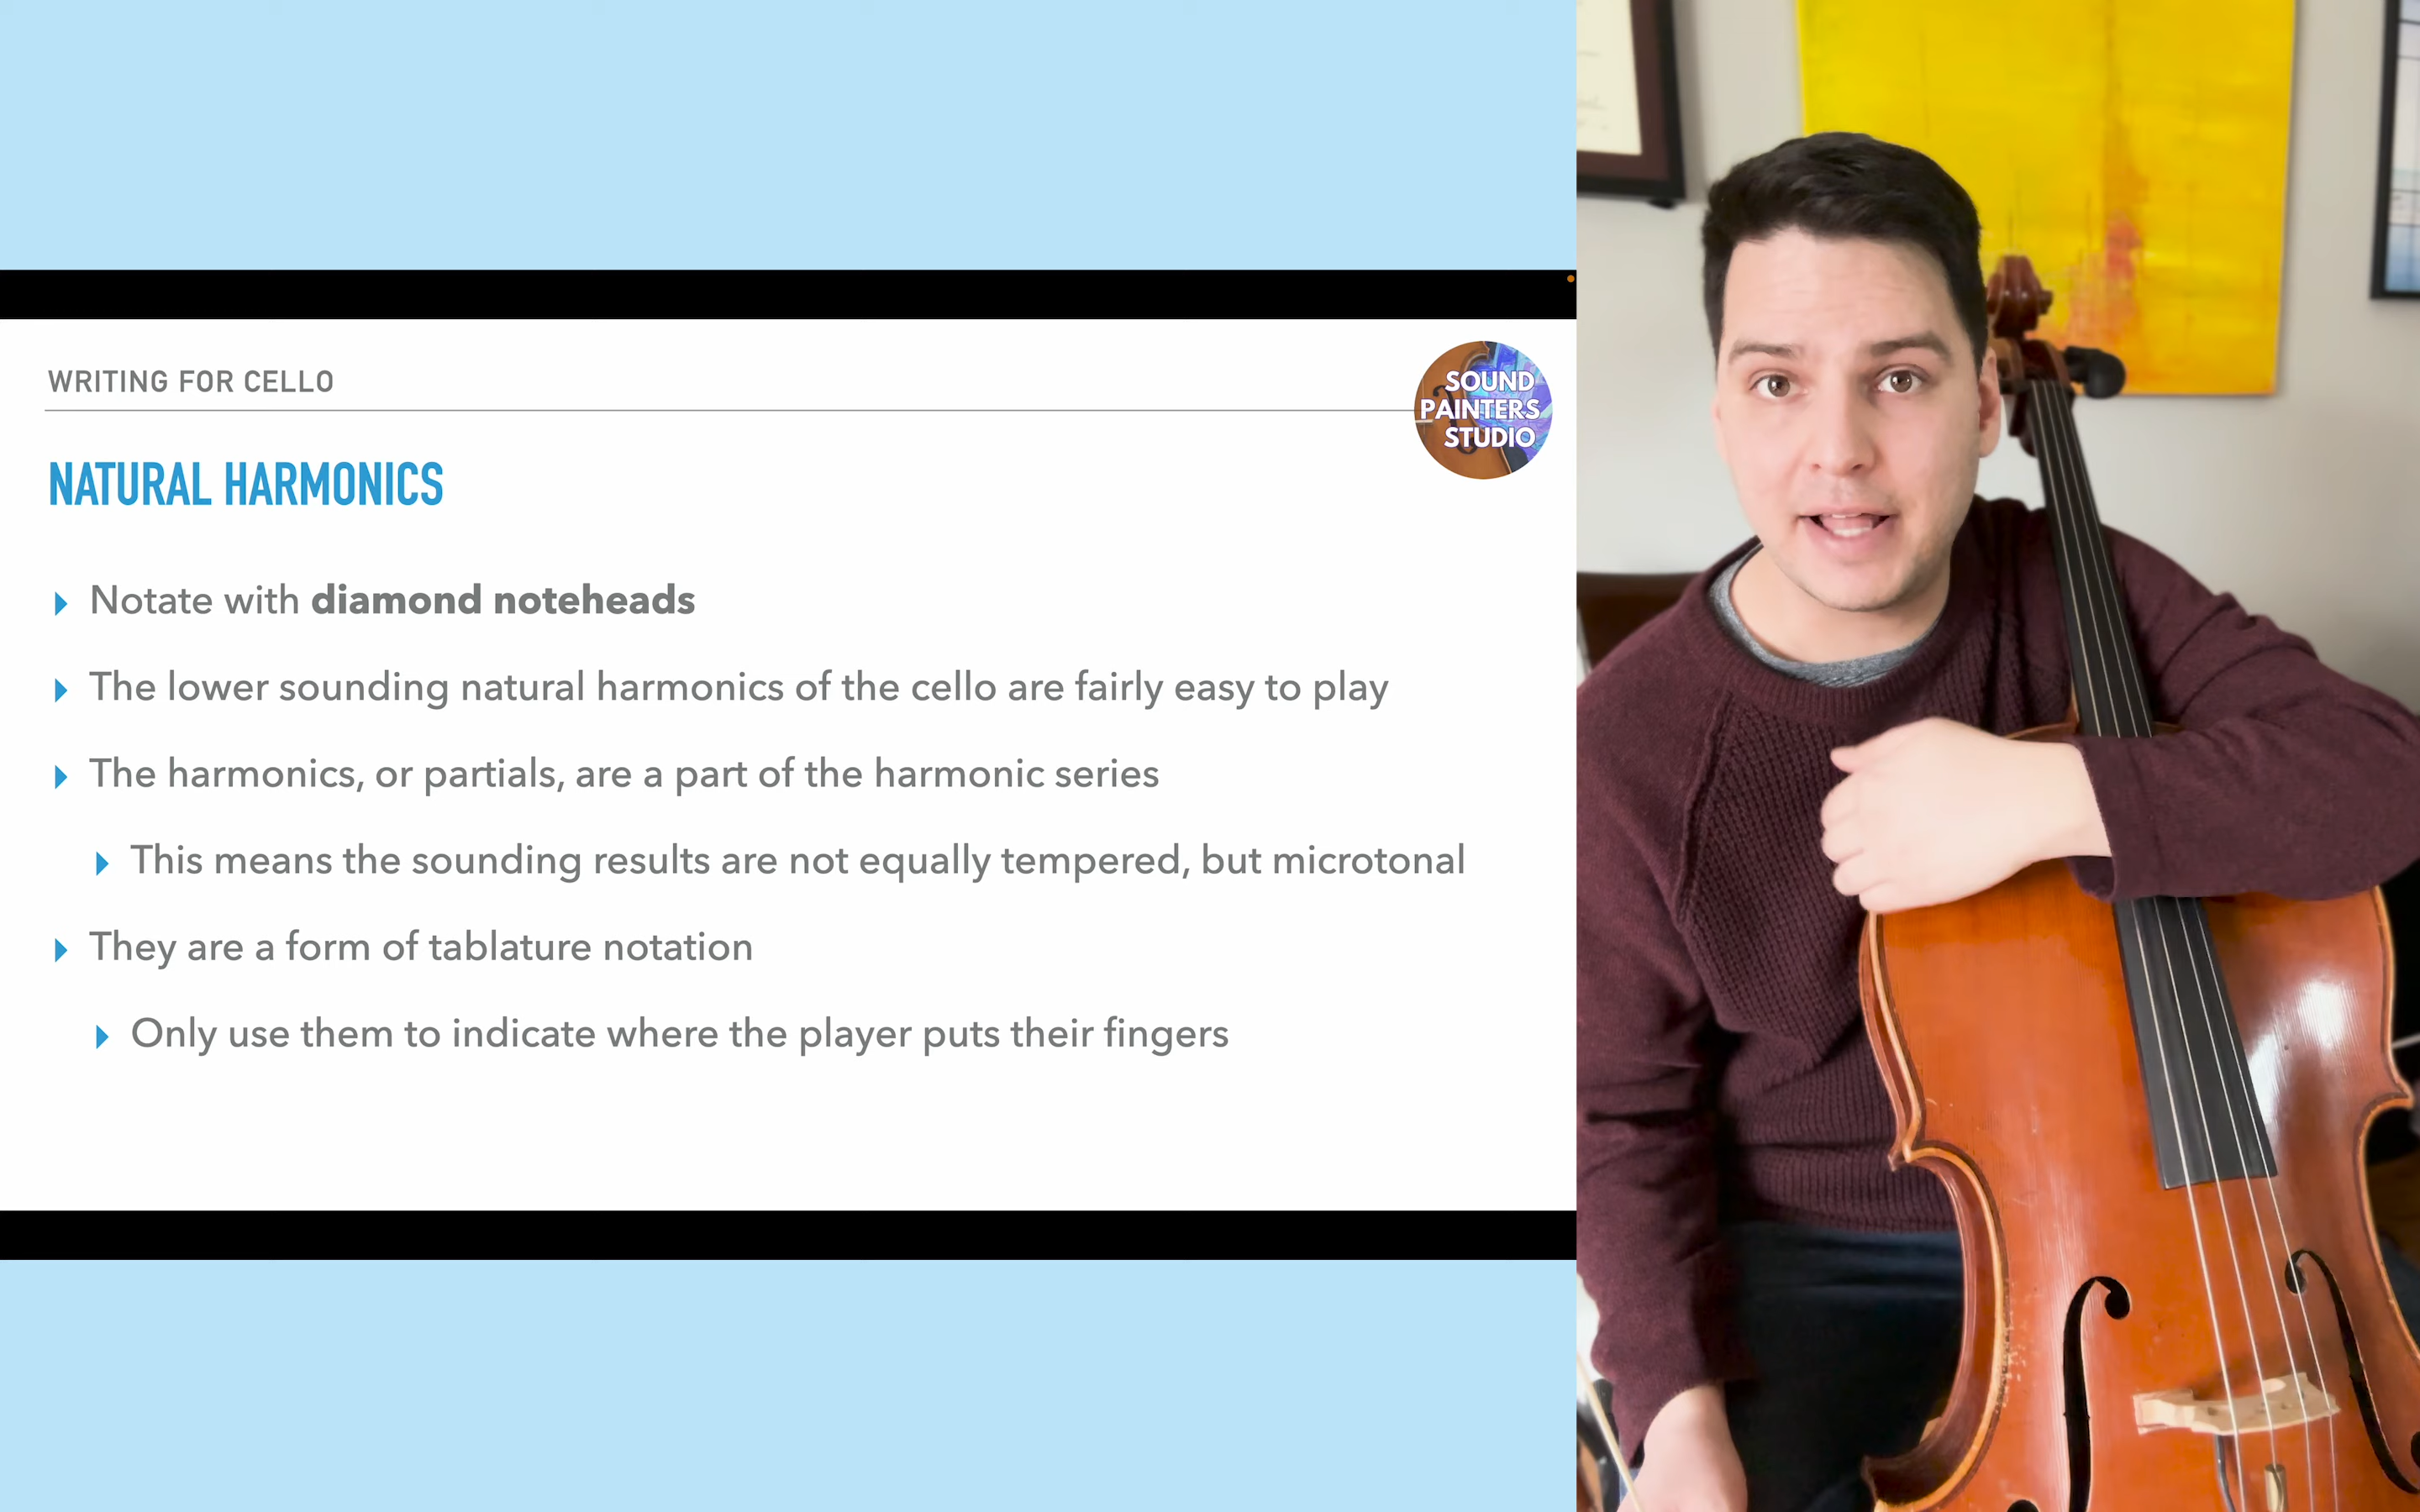 WRITING FOR CELLO
SOUND
PAINTERS
STUDIO
NATURAL HARMONICS
Notate with diamond noteheads
The lower sounding natural harmonics of the cello are fairly easy to play
The harmonics, or partials, are a part of the harmonic series
This means the sounding results are not equally tempered, but microtonal
They are a form of tablature notation
Only use them to indicate where the player puts their fingers